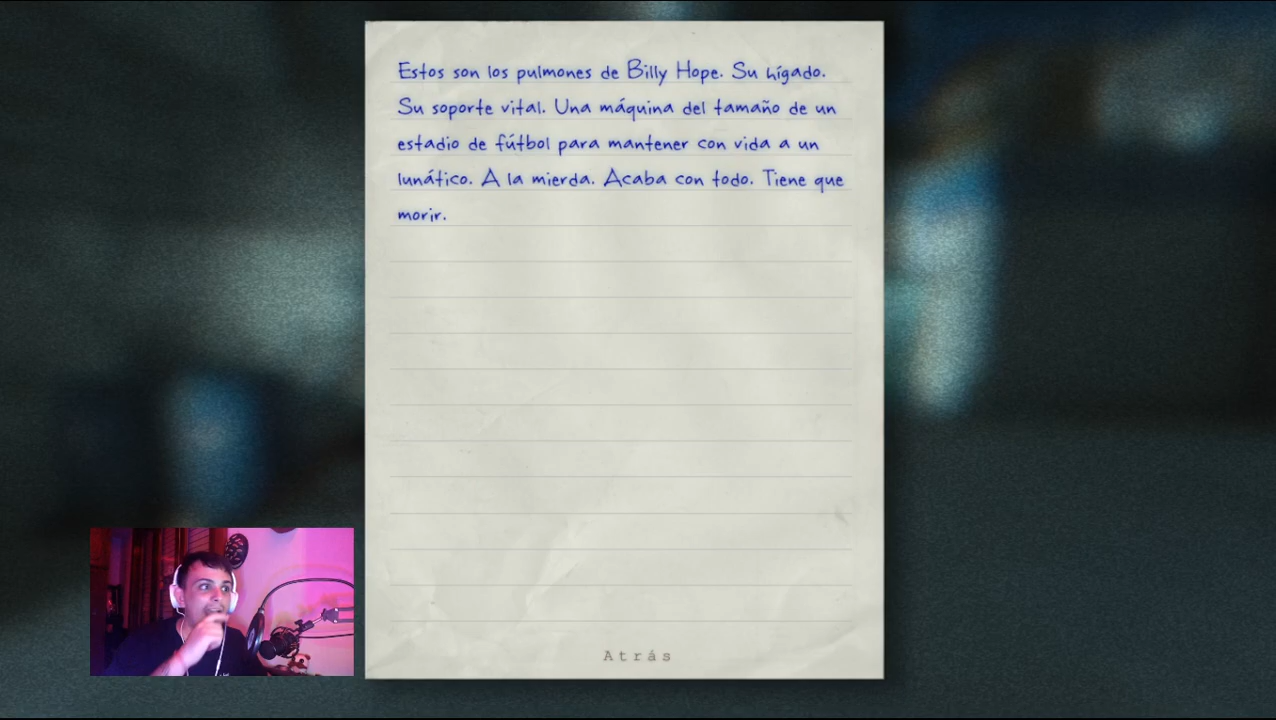 Estos son los pulmones de Billy Hope. Su hígado.
Su soporte vital. Una máquina del tamaño de un
estadio de fútbol para mantener con vida a un
lunático. A la mierda. Acaba con todo. Tiene que
morir.
Atrás